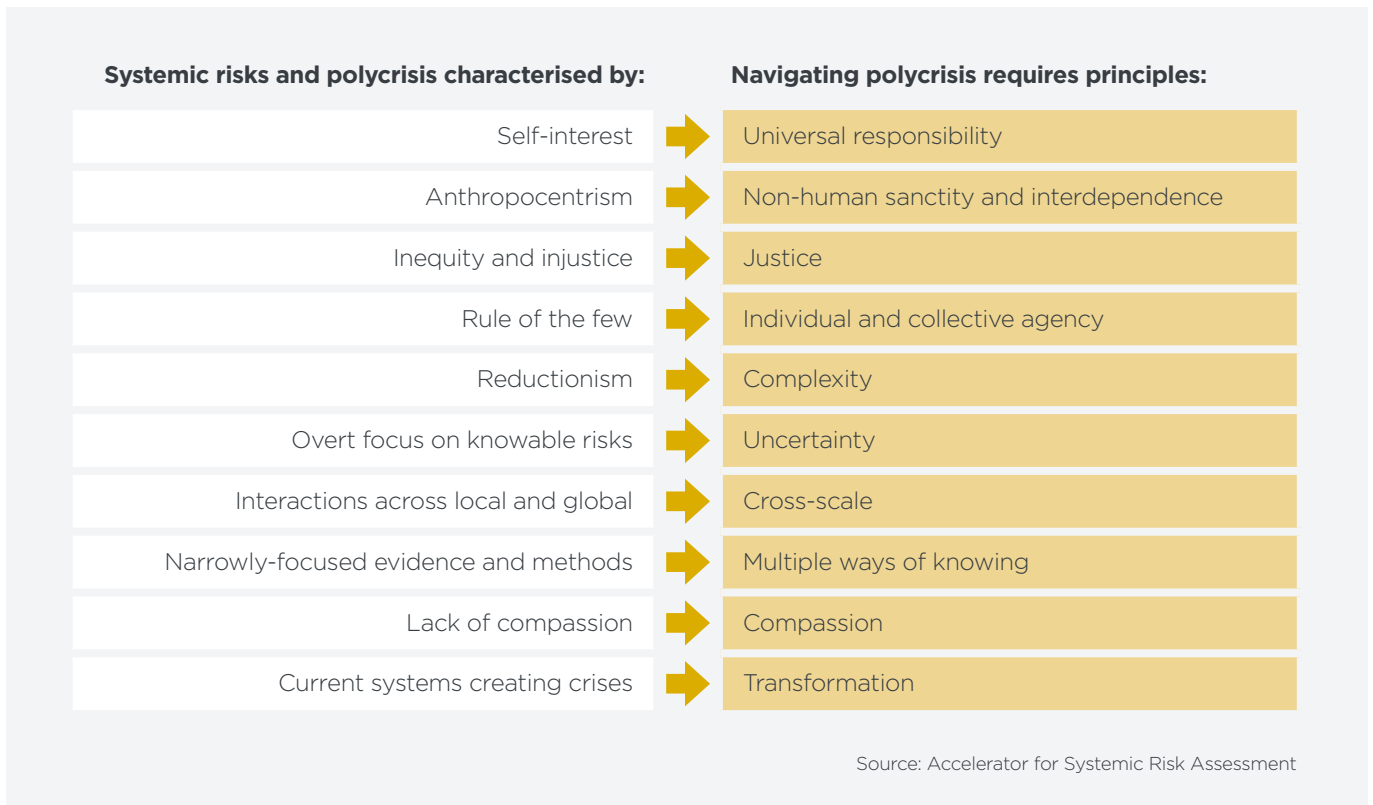 Systemic risks and polycrisis characterised by:
Navigating polycrisis requires principles:
Self-interest
Universal responsibility
Anthropocentrism
Non-human sanctity and interdependence
Inequity and injustice
Justice
Rule of the few
Individual and collective agency
Reductionism
Complexity
Overt focus on knowable risks
Uncertainty
Interactions across local and global
Cross-scale
Narrowly-focused evidence and methods
Multiple ways of knowing
Lack of compassion
Compassion
Current systems creating crises
Transformation
Source: Accelerator for Systemic Risk Assessment